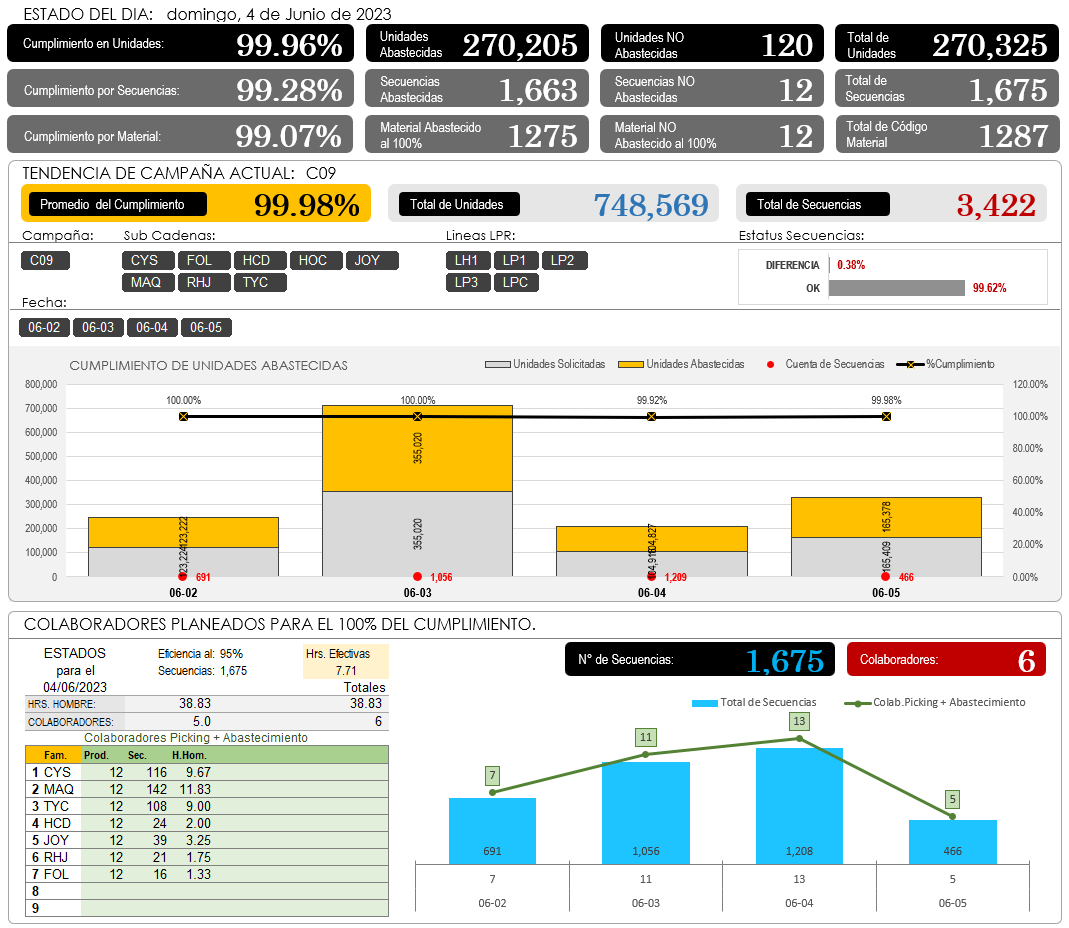 ESTADO DEL DIA: domingo, 4 de Junio de 2023
Cumplimiento en Unidades: 99.96%
Unidades Abastecidas 270,205
Unidades NO Abastecidas 120
Total de Unidades 270,325
Cumplimiento por Secuencias: 99.28%
Secuencias Abastecidas 1,663
Secuencias NO Abastecidas 12
Total de Secuencias 1,675
Cumplimiento por Material: 99.07%
Material Abastecido al 100% 1275
Material NO Abastecido al 100% 12
Total de Código Material 1287
TENDENCIA DE CAMPAÑA ACTUAL: C09
Promedio del Cumplimiento 99.98%
Total de Unidades 748,569
Total de Secuencias 3,422
Campaña: Sub Cadenas: Lineas LPR: Estatus Secuencias:
C09 CYS FOL HCD HOC JOY LH1 LP1 LP2
MAQ RHJ TYC LP3 LPC
DIFERENCIA 0.38%
OK 99.62%
Fecha:
06-02 06-03 06-04 06-05
CUMPLIMIENTO DE UNIDADES ABASTECIDAS
Unidades Solicitadas Unidades Abastecidas Cuenta de Secuencias %Cumplimiento
800,000 120.00%
700,000 100.00%
600,000 80.00%
500,000
400,000 60.00%
300,000 40.00%
200,000
100,000 20.00%
0 0.00%
100.00% 100.00% 99.92% 99.98%
123,222 355,020 104,827 165,378
355,020 165,409
691 1,056 1,209 466
06-02 06-03 06-04 06-05
COLABORADORES PLANEADOS PARA EL 100% DEL CUMPLIMIENTO.
ESTADOS Eficiencia al: 95% Hrs. Efectivas
para el Secuencias: 1,675 7.71
04/06/2023 Totales
HRS. HOMBRE: 38.83 38.83
COLABORADORES: 5.0 6
Colaboradores Picking + Abastecimiento
Fam. Prod. Sec. H.Hom.
1 CYS 12 116 9.67
2 MAQ 12 142 11.83
3 TYC 12 108 9.00
4 HCD 12 24 2.00
5 JOY 12 39 3.25
6 RHJ 12 21 1.75
7 FOL 12 16 1.33
8
9
N° de Secuencias: 1,675
Colaboradores: 6
Total de Secuencias Colab.Picking + Abastecimiento
7 11 13 5
691 1,056 1,208 466
7 11 13 5
06-02 06-03 06-04 06-05